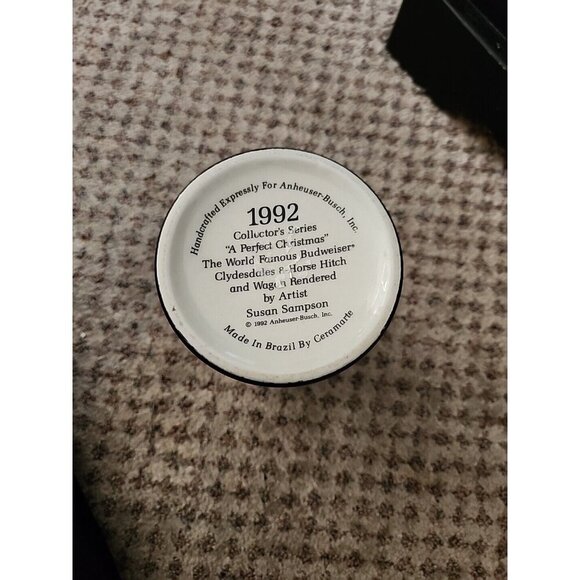 Handcrafted Expressly For Anheuser-Busch, Inc.
1992
Collector's Series
"A Perfect Christmas"
The World Famous Budweiser®
Clydesdales 8 Horse Hitch
and Wagon Rendered
by Artist
Susan Sampson
© 1992 Anheuser-Busch, Inc.
Made In Brazil By Ceramarte